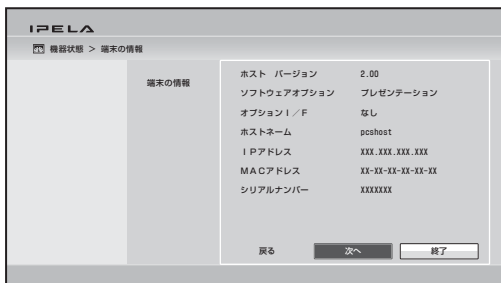 IPELA
機器状態 > 端末の情報
端末の情報
ホスト バージョン 2.00
ソフトウェアオプション プレゼンテーション
オプションI／F なし
ホストネーム pcshost
IPアドレス XXX.XXX.XXX.XXX
MACアドレス XX-XX-XX-XX-XX-XX
シリアルナンバー XXXXXXX
戻る 次へ 終了